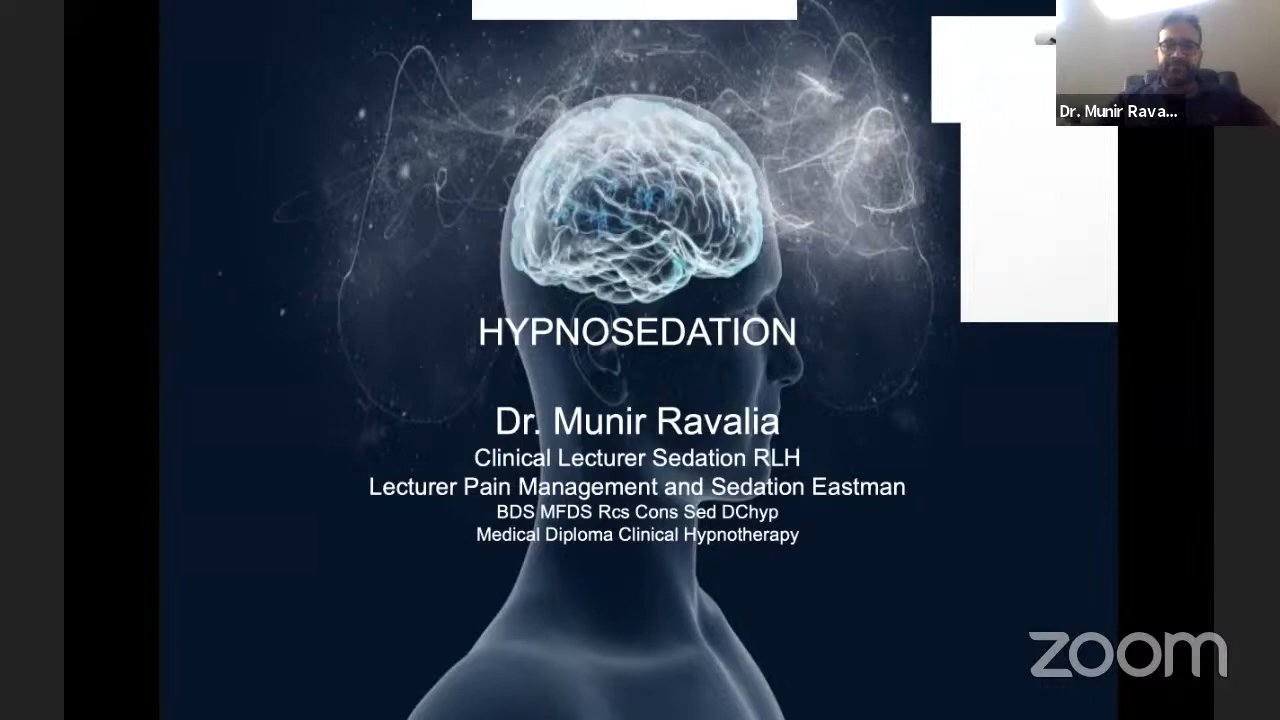 Dr. Munir Rava...
HYPNOSEDATION
Dr. Munir Ravalia
Clinical Lecturer Sedation RLH
Lecturer Pain Management and Sedation Eastman
BDS MFDS Rcs Cons Sed DChyp
Medical Diploma Clinical Hypnotherapy
zoom